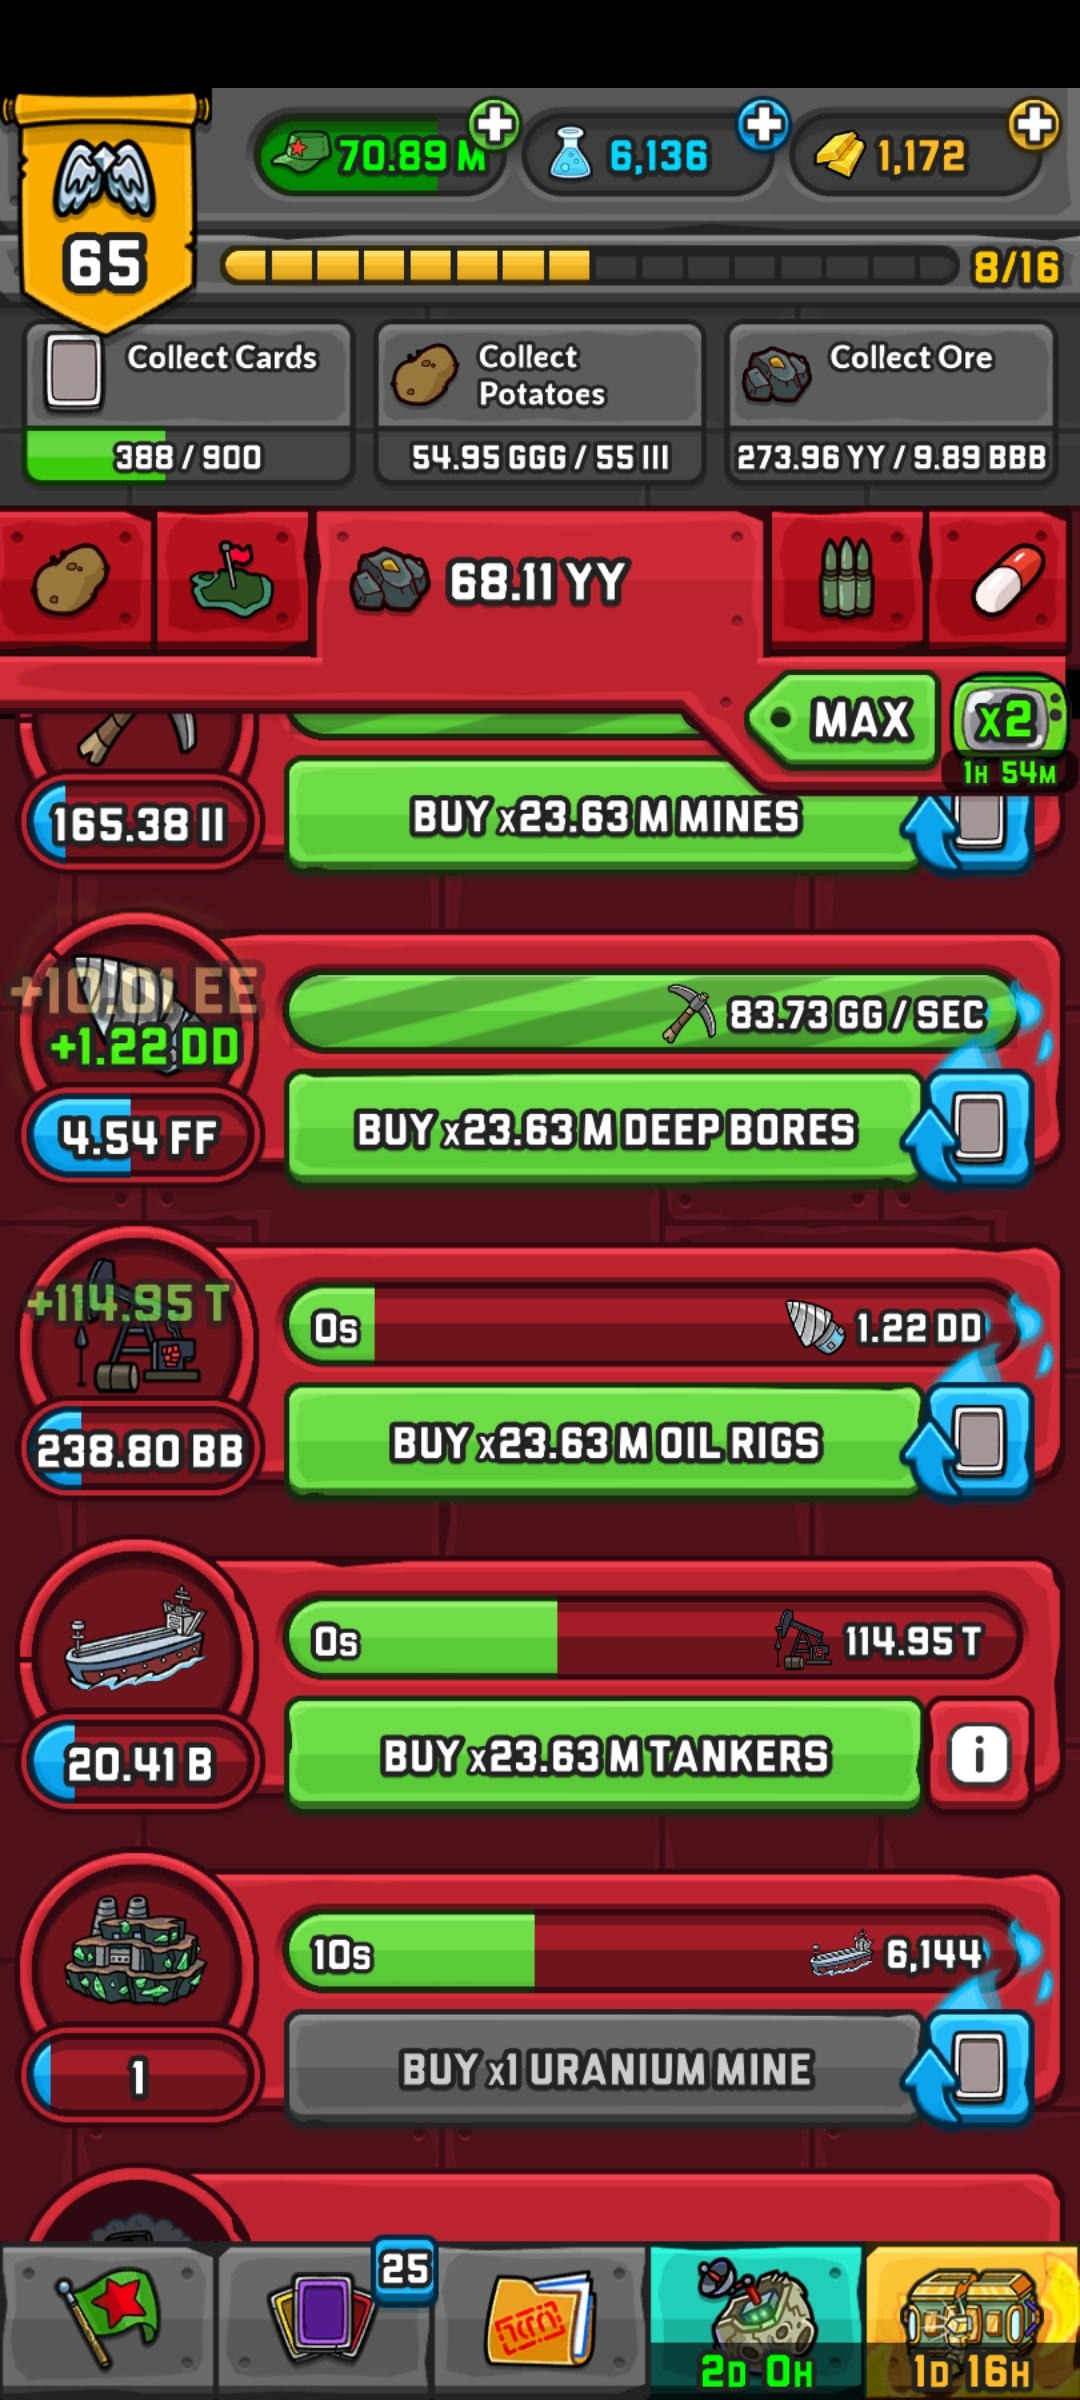 70.89 M
6,136
1,172
65
8/16
Collect Cards
388 / 900
Collect
Potatoes
54.95 GGG / 55 III
Collect Ore
273.96 YY / 9.89 BBB
68.11 YY
MAX
x2
1H 54M
165.38 II
BUY x23.63 M MINES
+10.01 EE
+1.22 DD
83.73 GG / SEC
4.54 FF
BUY x23.63 M DEEP BORES
+114.95 T
0s
1.22 DD
238.80 BB
BUY x23.63 M OIL RIGS
0s
114.95 T
20.41 B
BUY x23.63 M TANKERS
i
10s
6,144
1
BUY x1 URANIUM MINE
25
2D 0H
1D 16H